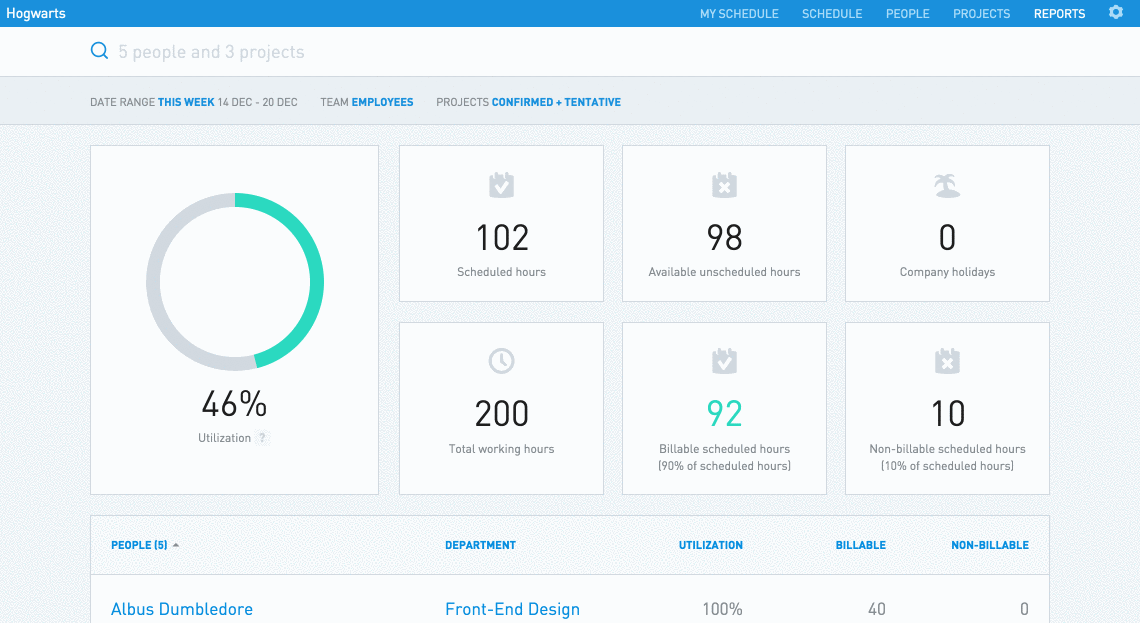 Hogwarts MY SCHEDULE SCHEDULE PEOPLE PROJECTS REPORTS
5 people and 3 projects
DATE RANGE THIS WEEK 14 DEC - 20 DEC TEAM EMPLOYEES PROJECTS CONFIRMED + TENTATIVE
46%
Utilization ?
102
Scheduled hours
98
Available unscheduled hours
0
Company holidays
200
Total working hours
92
Billable scheduled hours
(90% of scheduled hours)
10
Non-billable scheduled hours
(10% of scheduled hours)
PEOPLE (5) DEPARTMENT UTILIZATION BILLABLE NON-BILLABLE
Albus Dumbledore Front-End Design 100% 40 0